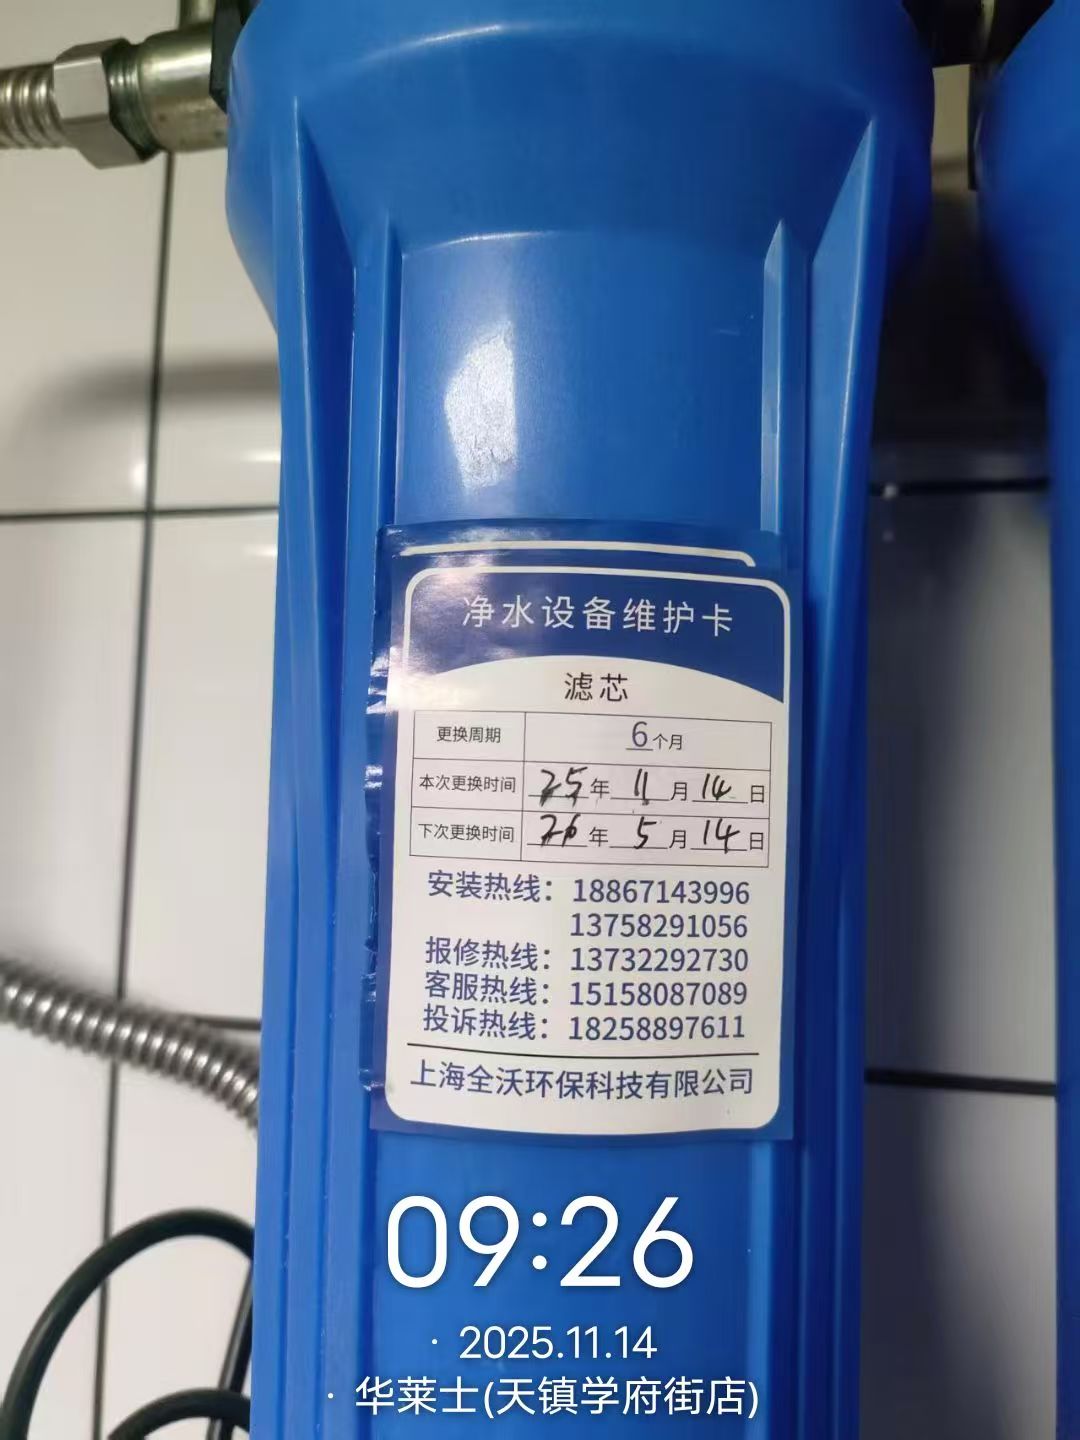 净水设备维护卡
滤芯
更换周期 6个月
本次更换时间 25年11月14日
下次更换时间 26年5月14日
安装热线：18867143996
13758291056
报修热线：13732292730
客服热线：15158087089
投诉热线：18258897611
上海全沃环保科技有限公司
09:26
· 2025.11.14
· 华莱士(天镇学府街店)